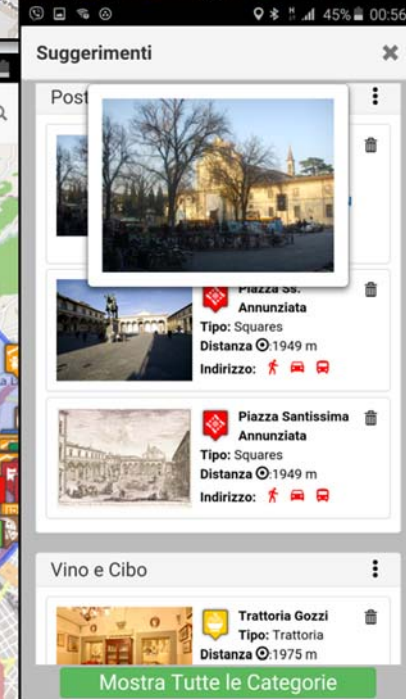 45% 00:56
Suggerimenti
Post
Piazza Ss.
Annunziata
Tipo: Squares
Distanza :1949 m
Indirizzo:
Piazza Santissima
Annunziata
Tipo: Squares
Distanza :1949 m
Indirizzo:
Vino e Cibo
Trattoria Gozzi
Tipo: Trattoria
Distanza :1975 m
Mostra Tutte le Categorie